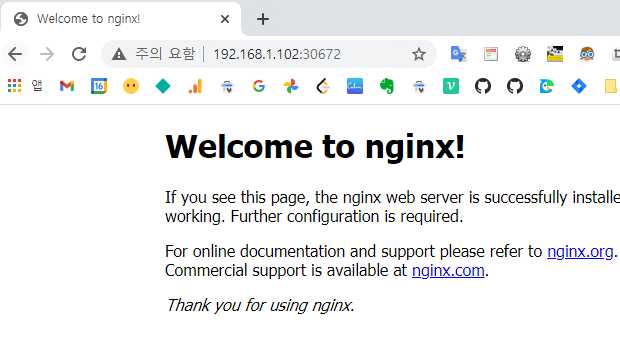 Welcome to nginx!
주의 요함 192.168.1.102:30672
앱 16
Welcome to nginx!
If you see this page, the nginx web server is successfully installe
working. Further configuration is required.
For online documentation and support please refer to nginx.org.
Commercial support is available at nginx.com.
Thank you for using nginx.